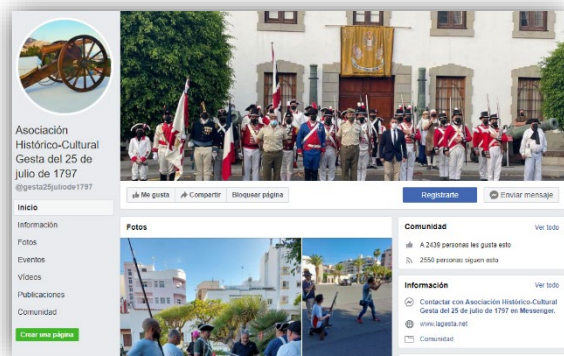 Asociación
Histórico-Cultural
Gesta del 25 de
julio de 1797
@gesta25juliode1797
Inicio
Información
Fotos
Eventos
Vídeos
Publicaciones
Comunidad
Crear una página
Me gusta
Compartir
Bloquear página
Registrarte
Enviar mensaje
Fotos
Comunidad
Ver todo
A 2439 personas les gusta esto
2550 personas siguen esto
Información
Ver todo
Contactar con Asociación Histórico-Cultural
Gesta del 25 de julio de 1797 en Messenger.
www.lagesta.net
Comunidad